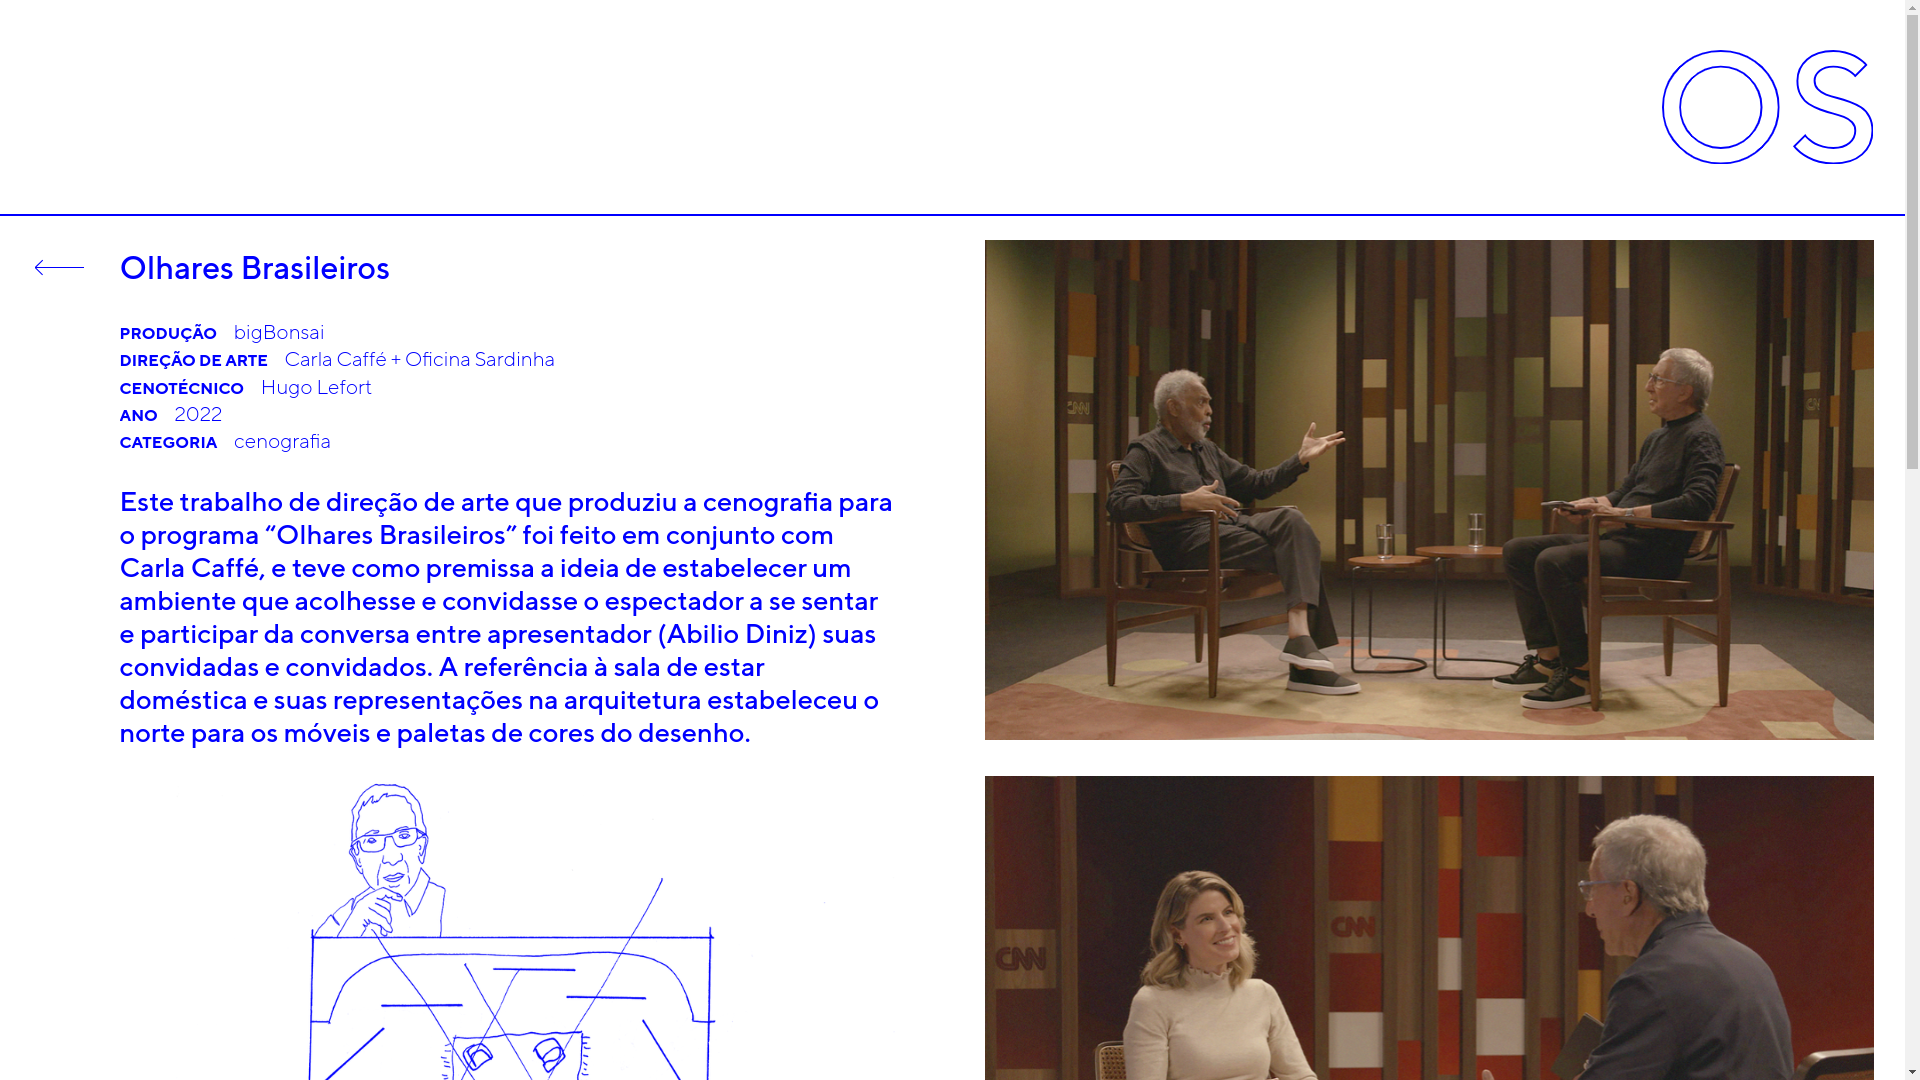 OS
Olhares Brasileiros
PRODUÇÃO bigBonsai
DIREÇÃO DE ARTE Carla Caffé + Oficina Sardinha
CENOTÉCNICO Hugo Lefort
ANO 2022
CATEGORIA cenografia
Este trabalho de direção de arte que produziu a cenografia para
o programa “Olhares Brasileiros” foi feito em conjunto com
Carla Caffé, e teve como premissa a ideia de estabelecer um
ambiente que acolhesse e convidasse o espectador a se sentar
e participar da conversa entre apresentador (Abilio Diniz) suas
convidadas e convidados. A referência à sala de estar
doméstica e suas representações na arquitetura estabeleceu o
norte para os móveis e paletas de cores do desenho.
CNN
CNN
CNN
CNN